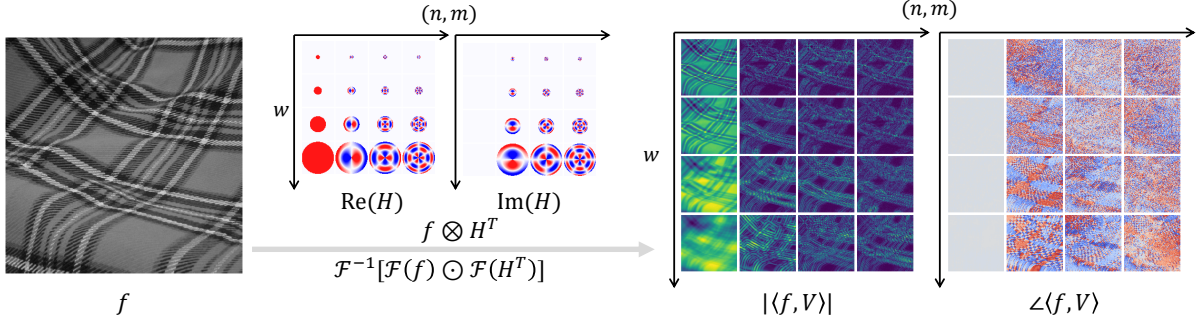 (n, m)
(n, m)
w
w
Re(H)
Im(H)
f ⊗ H^T
ℱ^{-1}[ℱ(f) ⊙ ℱ(H^T)]
f
|⟨f, V⟩|
∠⟨f, V⟩